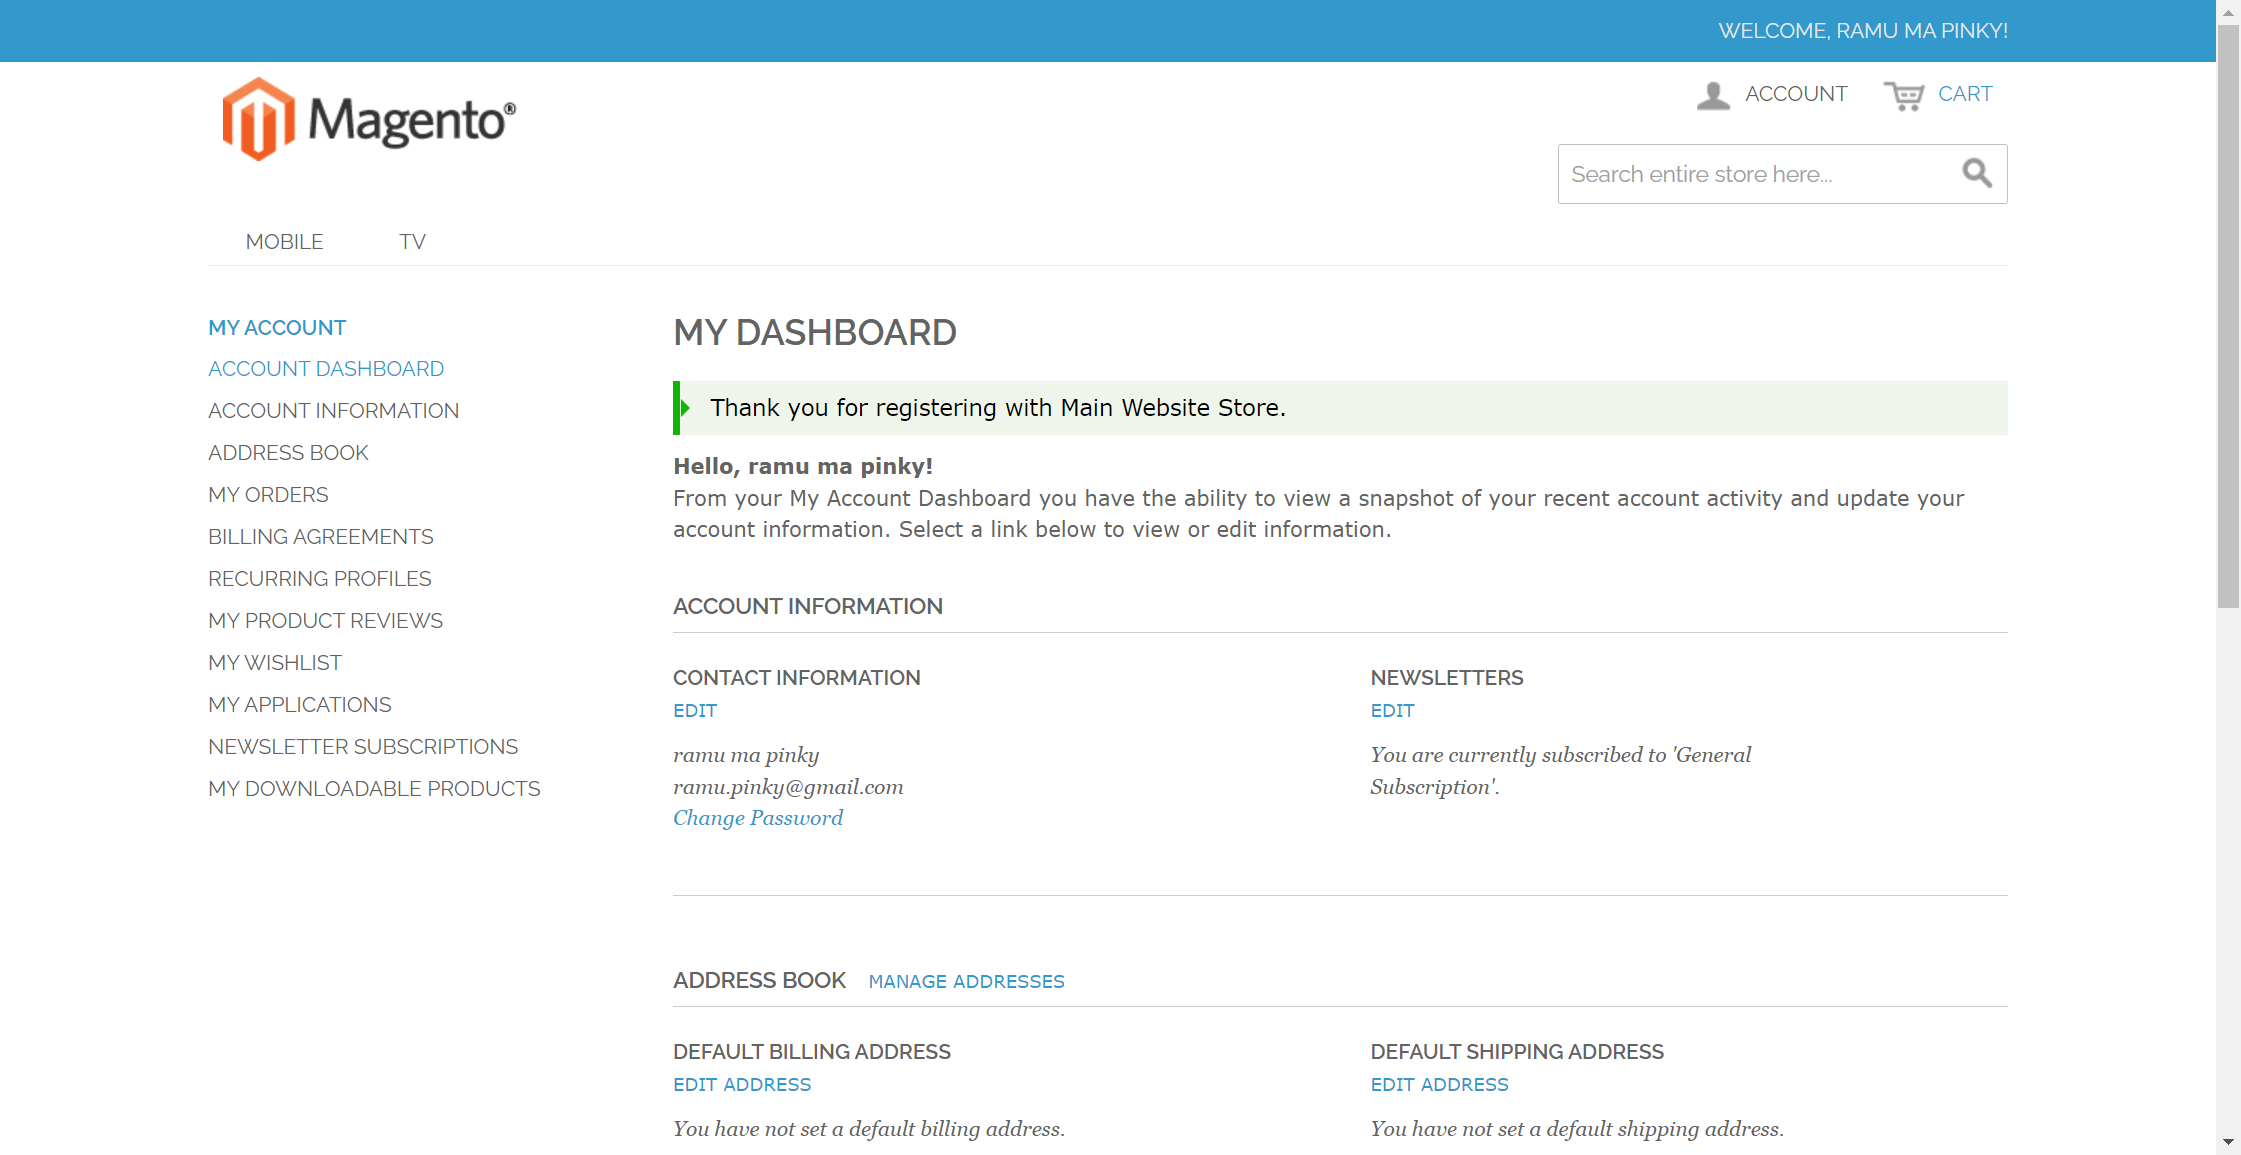 WELCOME, RAMU MA PINKY!
Magento®
ACCOUNT
CART
Search entire store here...
MOBILE
TV
MY ACCOUNT
ACCOUNT DASHBOARD
ACCOUNT INFORMATION
ADDRESS BOOK
MY ORDERS
BILLING AGREEMENTS
RECURRING PROFILES
MY PRODUCT REVIEWS
MY WISHLIST
MY APPLICATIONS
NEWSLETTER SUBSCRIPTIONS
MY DOWNLOADABLE PRODUCTS
MY DASHBOARD
Thank you for registering with Main Website Store.
Hello, ramu ma pinky!
From your My Account Dashboard you have the ability to view a snapshot of your recent account activity and update your
account information. Select a link below to view or edit information.
ACCOUNT INFORMATION
CONTACT INFORMATION
EDIT
ramu ma pinky
ramu.pinky@gmail.com
Change Password
NEWSLETTERS
EDIT
You are currently subscribed to 'General
Subscription'.
ADDRESS BOOK
MANAGE ADDRESSES
DEFAULT BILLING ADDRESS
EDIT ADDRESS
You have not set a default billing address.
DEFAULT SHIPPING ADDRESS
EDIT ADDRESS
You have not set a default shipping address.